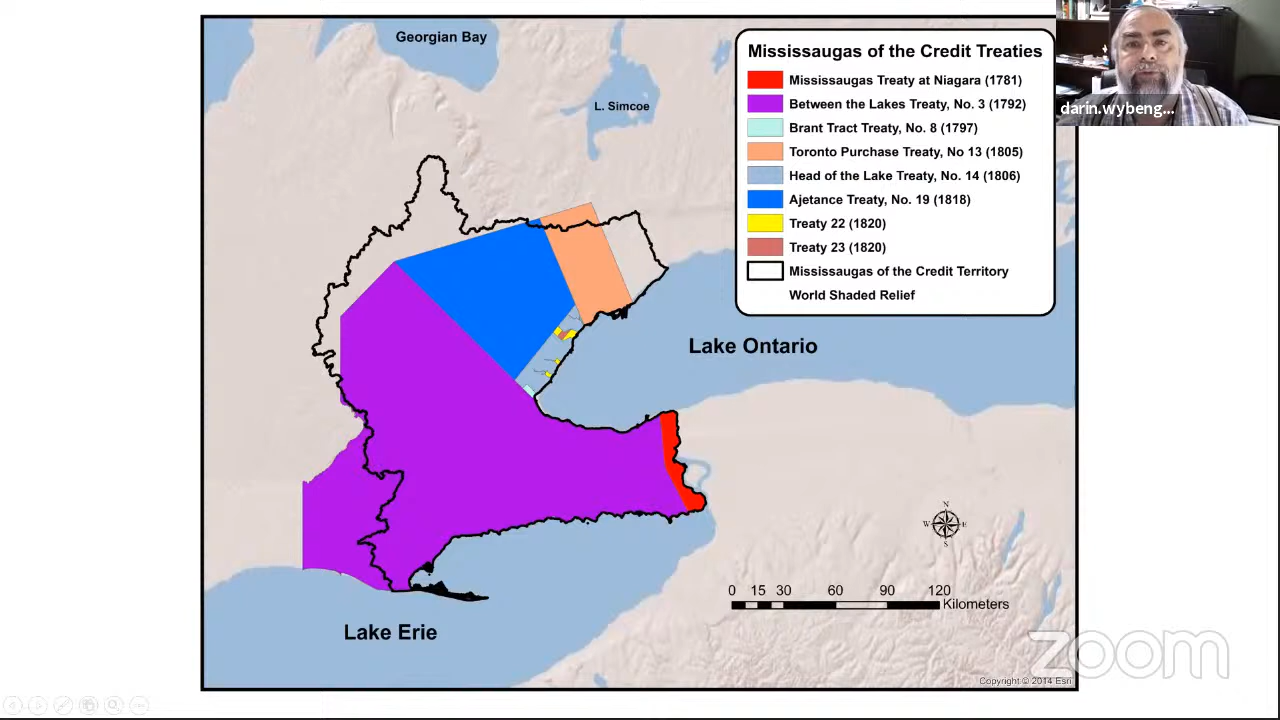 Georgian Bay
L. Simcoe
Mississaugas of the Credit Treaties
Mississaugas Treaty at Niagara (1781)
Between the Lakes Treaty, No. 3 (1792)
Brant Tract Treaty, No. 8 (1797)
Toronto Purchase Treaty, No 13 (1805)
Head of the Lake Treaty, No. 14 (1806)
Ajetance Treaty, No. 19 (1818)
Treaty 22 (1820)
Treaty 23 (1820)
Mississaugas of the Credit Territory
World Shaded Relief
darin.wybeng...
Lake Ontario
N
W E
S
0 15 30 60 90 120
Kilometers
Lake Erie
zoom
Copyright © 2014 Esri